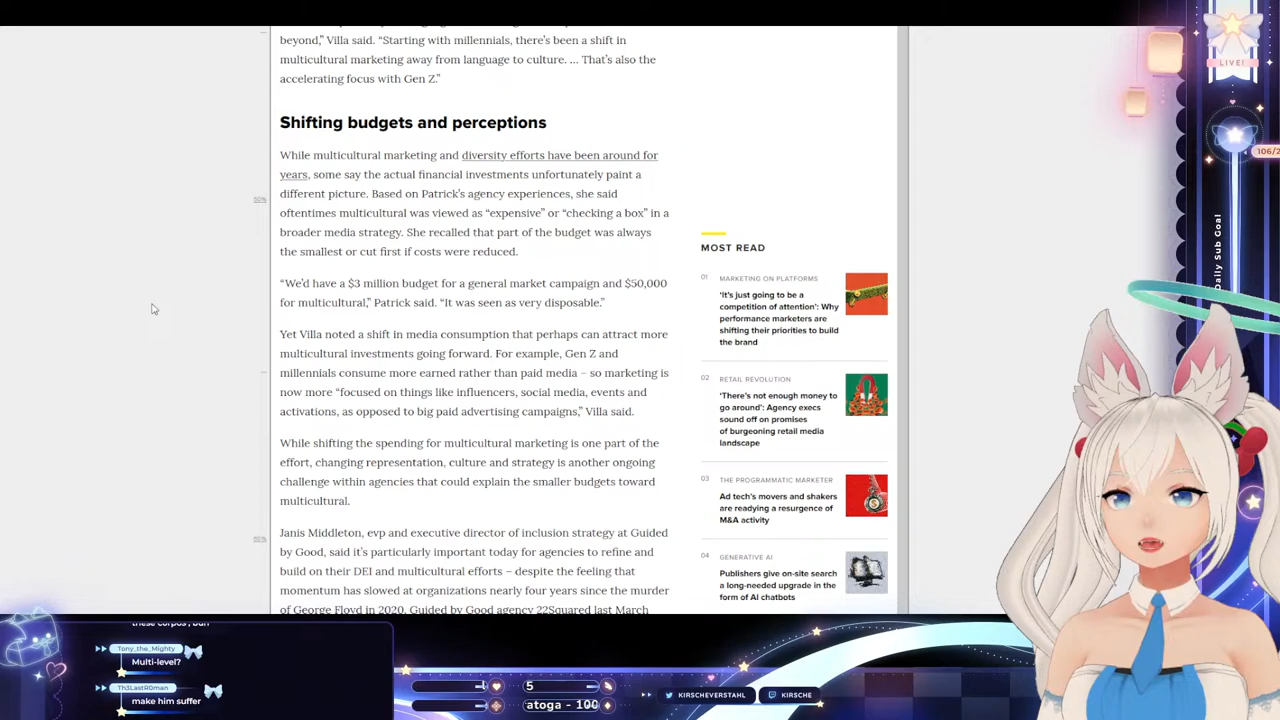 beyond,” Villa said. “Starting with millennials, there’s been a shift in
multicultural marketing away from language to culture. … That’s also the
accelerating focus with Gen Z.”
Shifting budgets and perceptions
While multicultural marketing and diversity efforts have been around for
years, some say the actual financial investments unfortunately paint a
different picture. Based on Patrick’s agency experiences, she said
oftentimes multicultural was viewed as “expensive” or “checking a box” in a
broader media strategy. She recalled that part of the budget was always
the smallest or cut first if costs were reduced.
“We’d have a $3 million budget for a general market campaign and $50,000
for multicultural,” Patrick said. “It was seen as very disposable.”
Yet Villa noted a shift in media consumption that perhaps can attract more
multicultural investments going forward. For example, Gen Z and
millennials consume more earned rather than paid media – so marketing is
now more “focused on things like influencers, social media, events and
activations, as opposed to big paid advertising campaigns,” Villa said.
While shifting the spending for multicultural marketing is one part of the
effort, changing representation, culture and strategy is another ongoing
challenge within agencies that could explain the smaller budgets toward
multicultural.
Janis Middleton, evp and executive director of inclusion strategy at Guided
by Good, said it’s particularly important today for agencies to refine and
build on their DEI and multicultural efforts – despite the feeling that
momentum has slowed at organizations nearly four years since the murder
of George Floyd in 2020. Guided by Good agency 22Squared last March
MOST READ
01
MARKETING ON PLATFORMS
‘It’s just going to be a
competition of attention’: Why
performance marketers are
shifting their priorities to build
the brand
02
RETAIL REVOLUTION
‘There’s not enough money to
go around’: Agency execs
sound off on promises
of burgeoning retail media
landscape
03
THE PROGRAMMATIC MARKETER
Ad tech’s movers and shakers
are readying a resurgence of
M&A activity
04
GENERATIVE AI
Publishers give on-site search
a long-needed upgrade in the
form of AI chatbots
LIVE!
106/2
Daily Sub Goal
these corpos , bun
Tony_the_Mighty
Multi-level?
Th3LastR0man
make him suffer
5
atoga - 100
KIRSCHEVERSTAHL
KIRSCHE